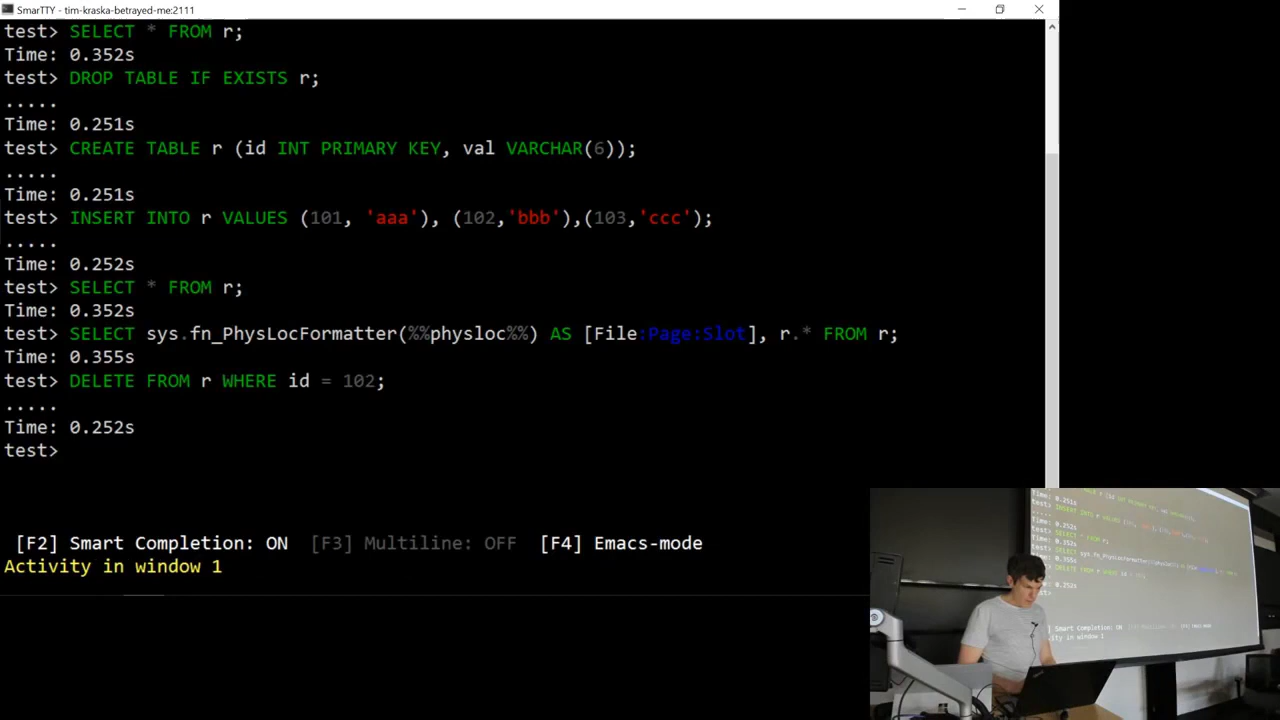 SmarTTY - tim-kraska-betrayed-me:2111
test> SELECT * FROM r;
Time: 0.352s
test> DROP TABLE IF EXISTS r;
.....
Time: 0.251s
test> CREATE TABLE r (id INT PRIMARY KEY, val VARCHAR(6));
.....
Time: 0.251s
test> INSERT INTO r VALUES (101, 'aaa'), (102,'bbb'),(103,'ccc');
.....
Time: 0.252s
test> SELECT * FROM r;
Time: 0.352s
test> SELECT sys.fn_PhysLocFormatter(%%physloc%%) AS [File:Page:Slot], r.* FROM r;
Time: 0.355s
test> DELETE FROM r WHERE id = 102;
.....
Time: 0.252s
test>
[F2] Smart Completion: ON [F3] Multiline: OFF [F4] Emacs-mode
Activity in window 1